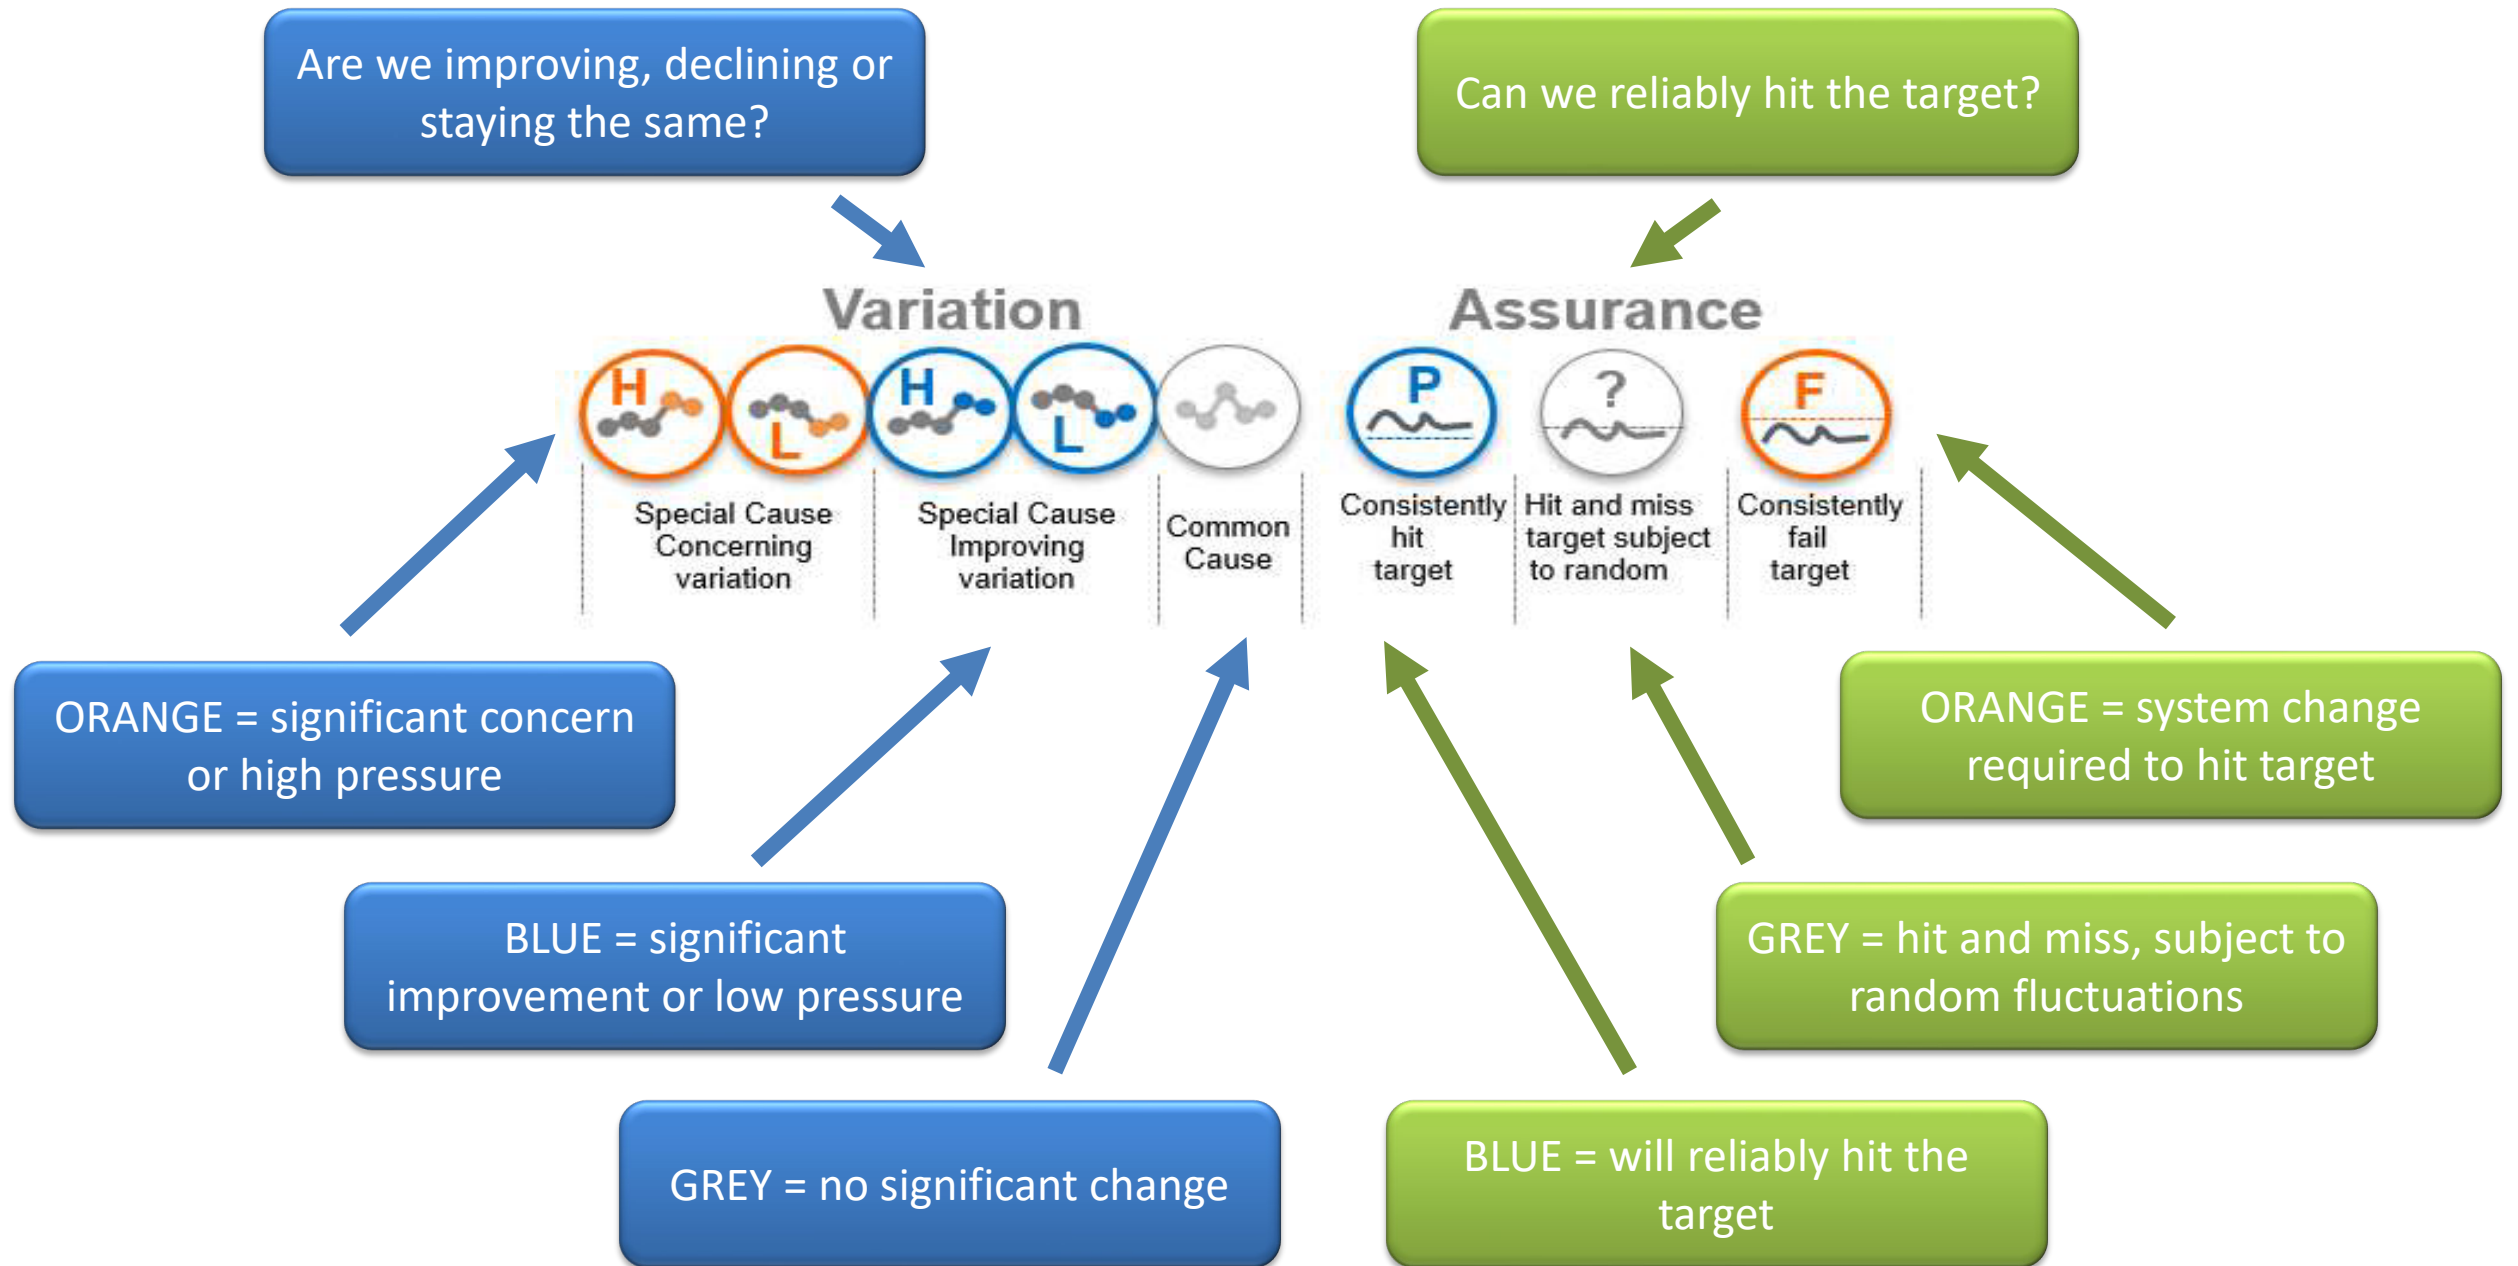 Are we improving, declining or
staying the same?
Can we reliably hit the target?
Variation
Assurance
H
L
H
L
P
?
F
Special Cause
Concerning
variation
Special Cause
Improving
variation
Common
Cause
Consistently
hit
target
Hit and miss
target subject
to random
Consistently
fail
target
ORANGE = significant concern
or high pressure
ORANGE = system change
required to hit target
BLUE = significant
improvement or low pressure
GREY = hit and miss, subject to
random fluctuations
GREY = no significant change
BLUE = will reliably hit the
target